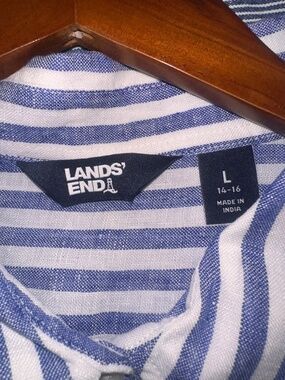 LANDS'
END
L
14-16
MADE IN
INDIA